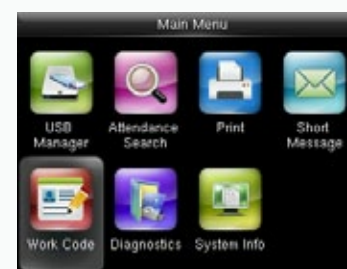 Main Menu
USB Manager
Attendance Search
Print
Short Message
Work Code
Diagnostics
System Info